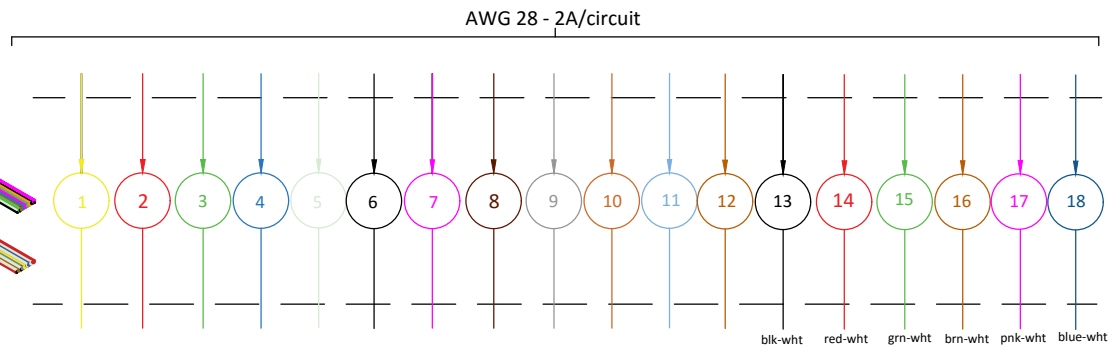 AWG 28 - 2A/circuit
1 2 3 4 5 6 7 8 9 10 11 12 13 14 15 16 17 18
blk-wht red-wht grn-wht brn-wht pnk-wht blue-wht